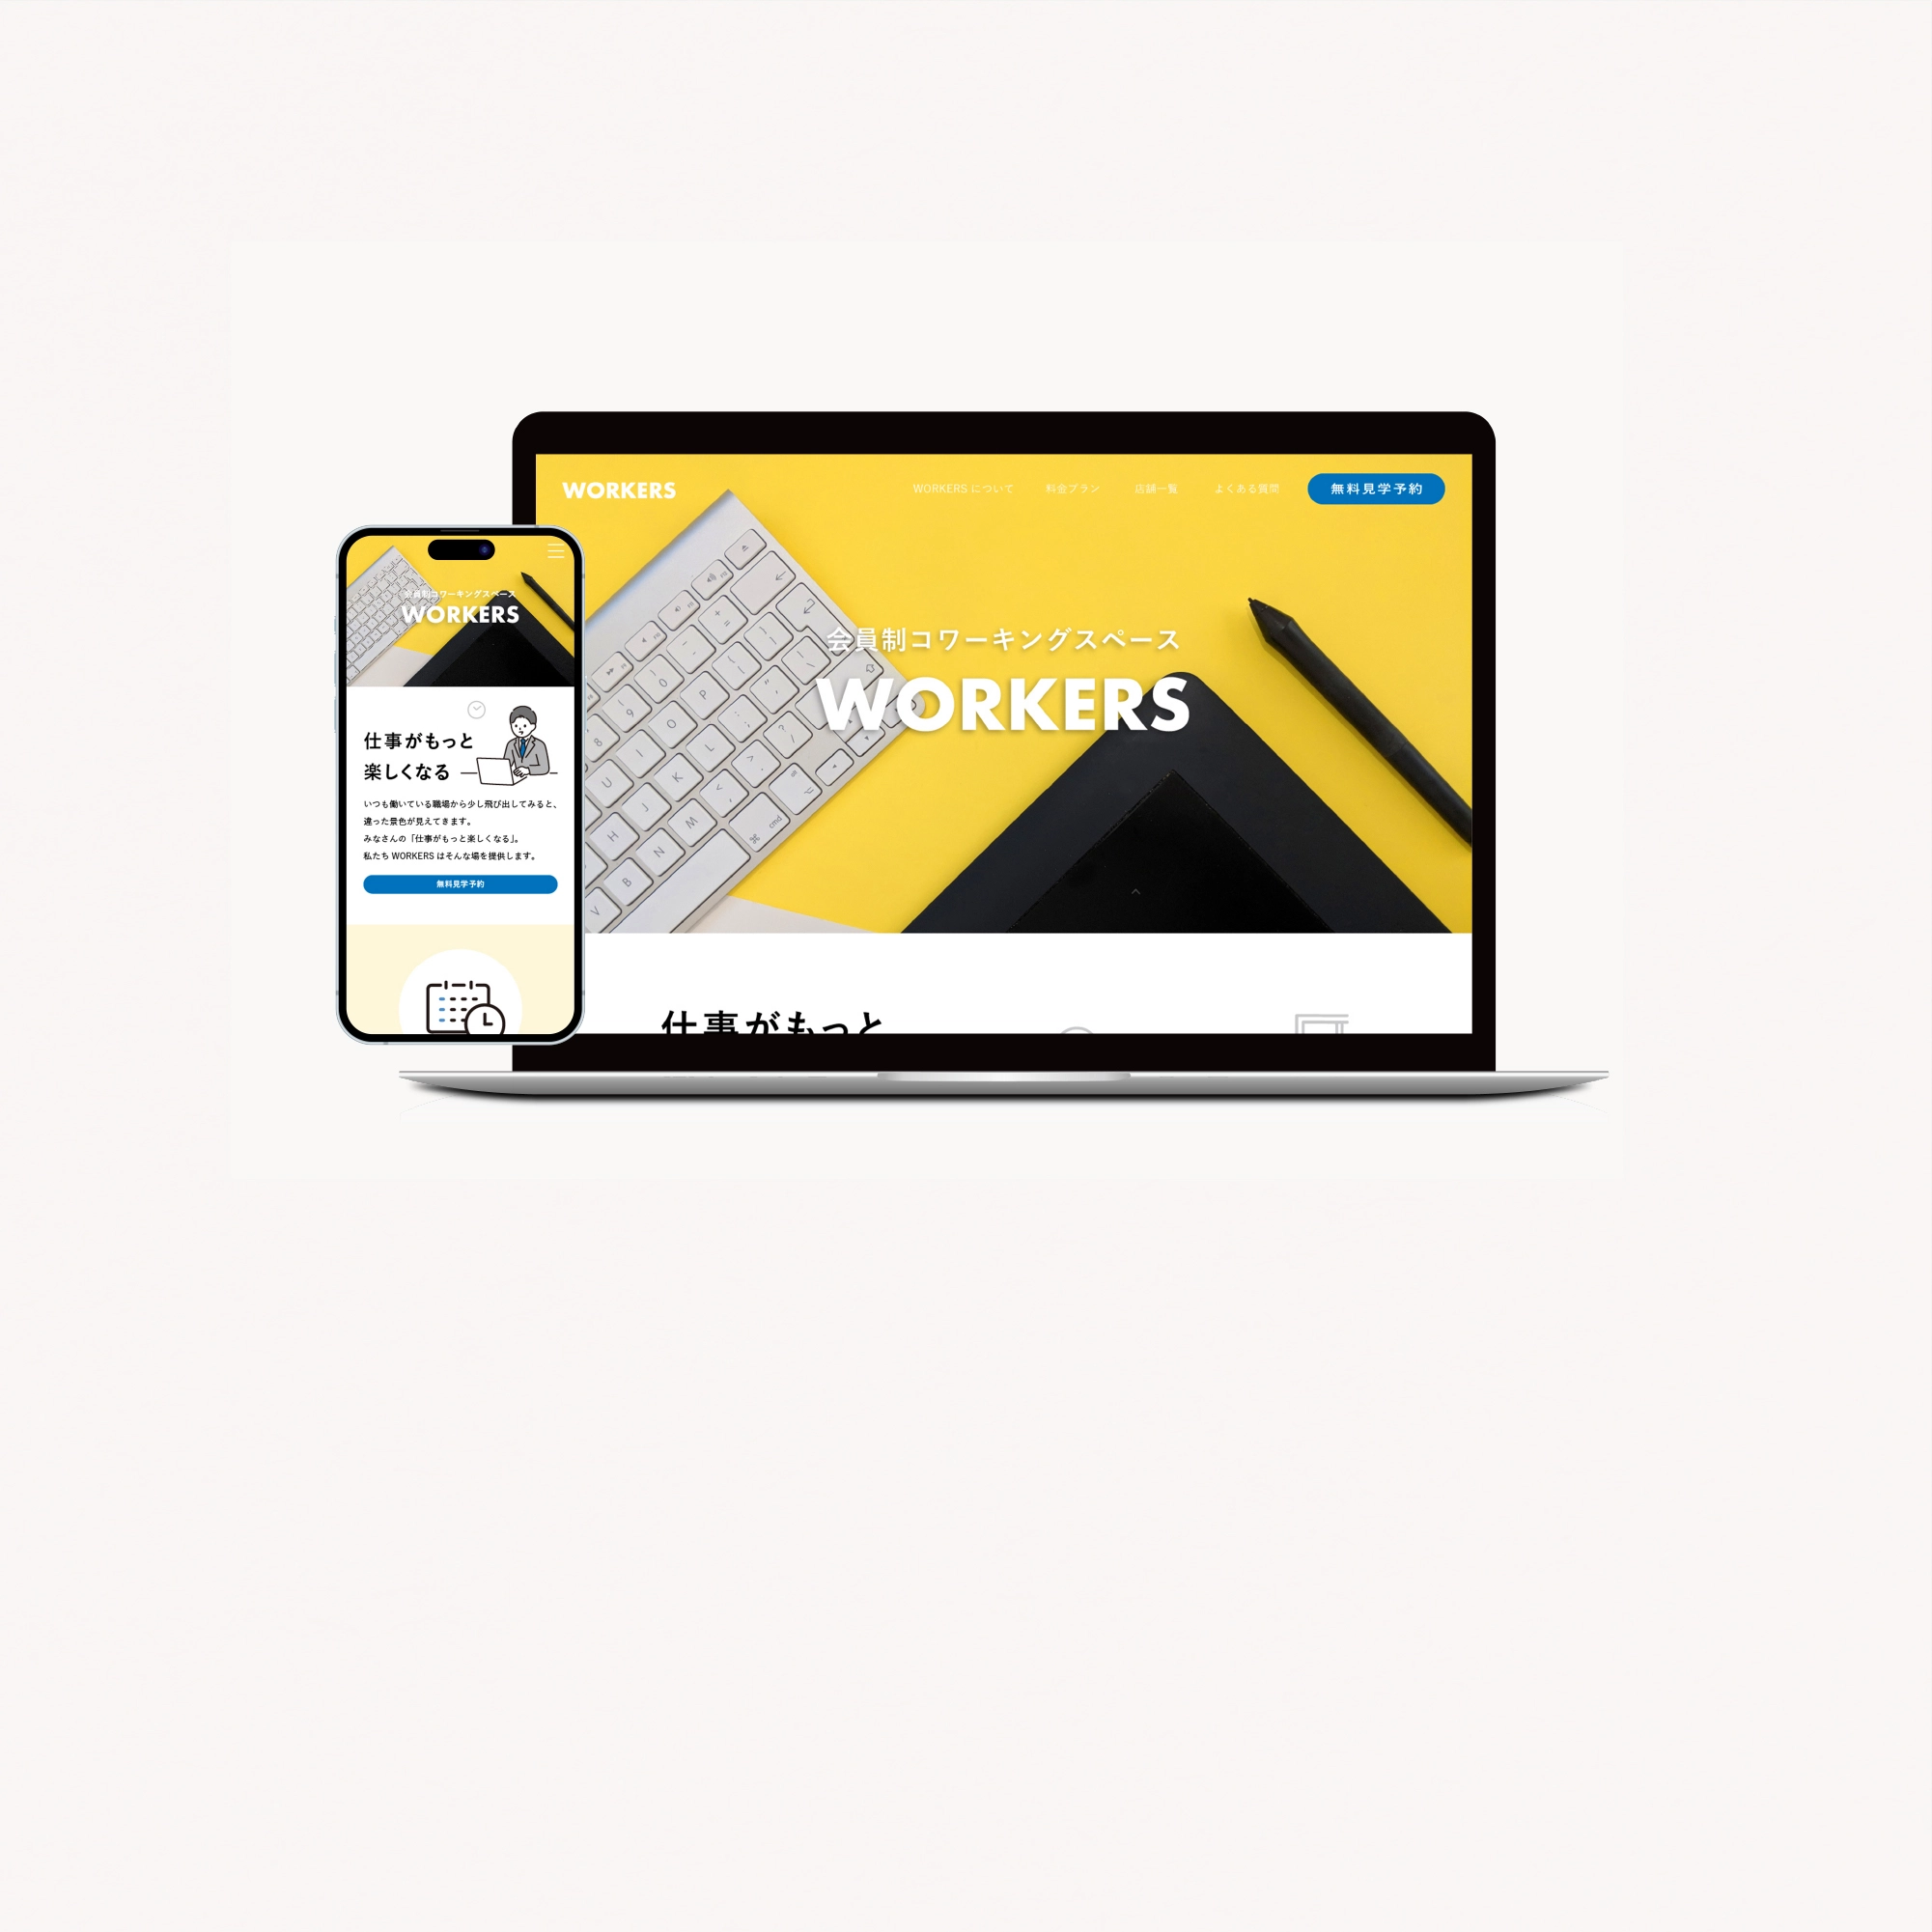 WORKERS
WORKERS について
料金プラン
店舗一覧
よくある質問
無料見学予約
会員制コワーキングスペース
WORKERS
仕事がもっと
会員制コワーキングスペース
WORKERS
仕事がもっと
楽しくなる
いつも働いている職場から少し飛び出してみると、
違った景色が見えてきます。
みなさんの「仕事がもっと楽しくなる」。
私たち WORKERS はそんな場を提供します。
無料見学予約